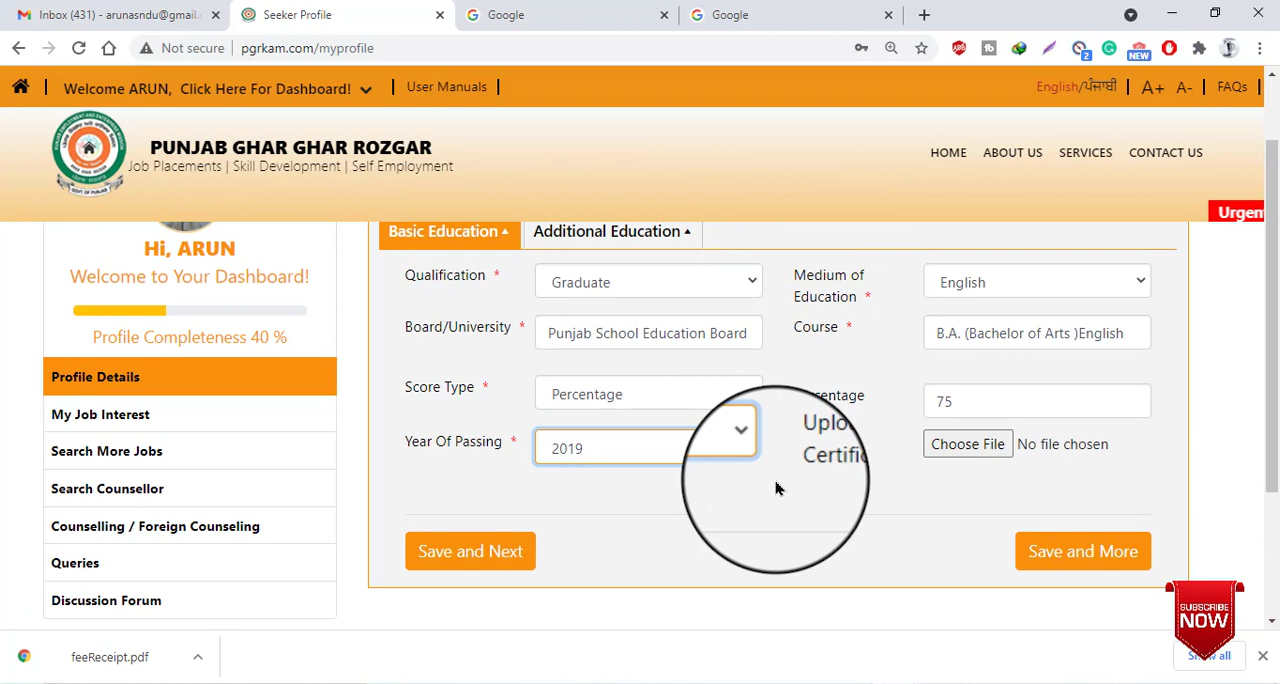 Inbox (431) - arunasndu@gmail.c
Seeker Profile
Google
Google
Not secure
pgrkam.com/myprofile
2
NEW
Welcome ARUN, Click Here For Dashboard!
User Manuals
English/ਪੰਜਾਬੀ
A+
A-
FAQs
PUNJAB GHAR GHAR ROZGAR
Job Placements | Skill Development | Self Employment
HOME
ABOUT US
SERVICES
CONTACT US
Urgen
Basic Education
Additional Education
Hi, ARUN
Welcome to Your Dashboard!
Profile Completeness 40 %
Profile Details
My Job Interest
Search More Jobs
Search Counsellor
Counselling / Foreign Counseling
Queries
Discussion Forum
Qualification *
Graduate
Medium of
Education *
English
Board/University *
Punjab School Education Board
Course *
B.A. (Bachelor of Arts )English
Score Type *
Percentage
centage
75
Year Of Passing *
2019
Uplo
Certific
Choose File
No file chosen
Save and Next
Save and More
SUBSCRIBE
NOW
feeReceipt.pdf
Show all